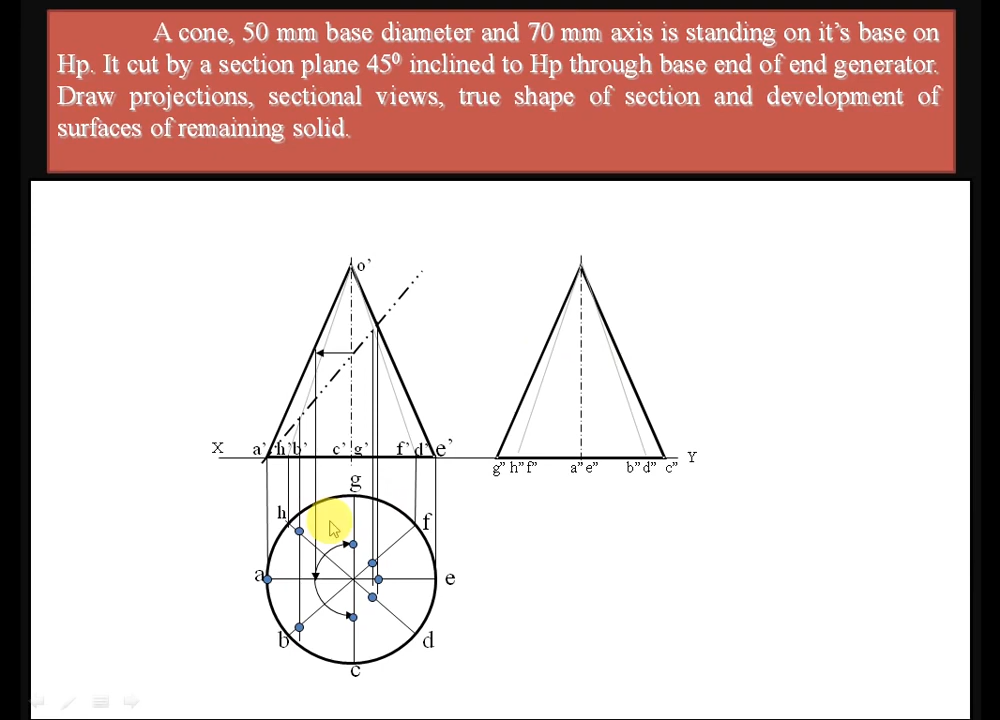 A cone, 50 mm base diameter and 70 mm axis is standing on it's base on
Hp. It cut by a section plane 45⁰ inclined to Hp through base end of end generator.
Draw projections, sectional views, true shape of section and development of
surfaces of remaining solid.
o'
X a' h' b' c' g' f' d' e'
g" h" f" a" e" b" d" c" Y
g
h f
a e
b d
c